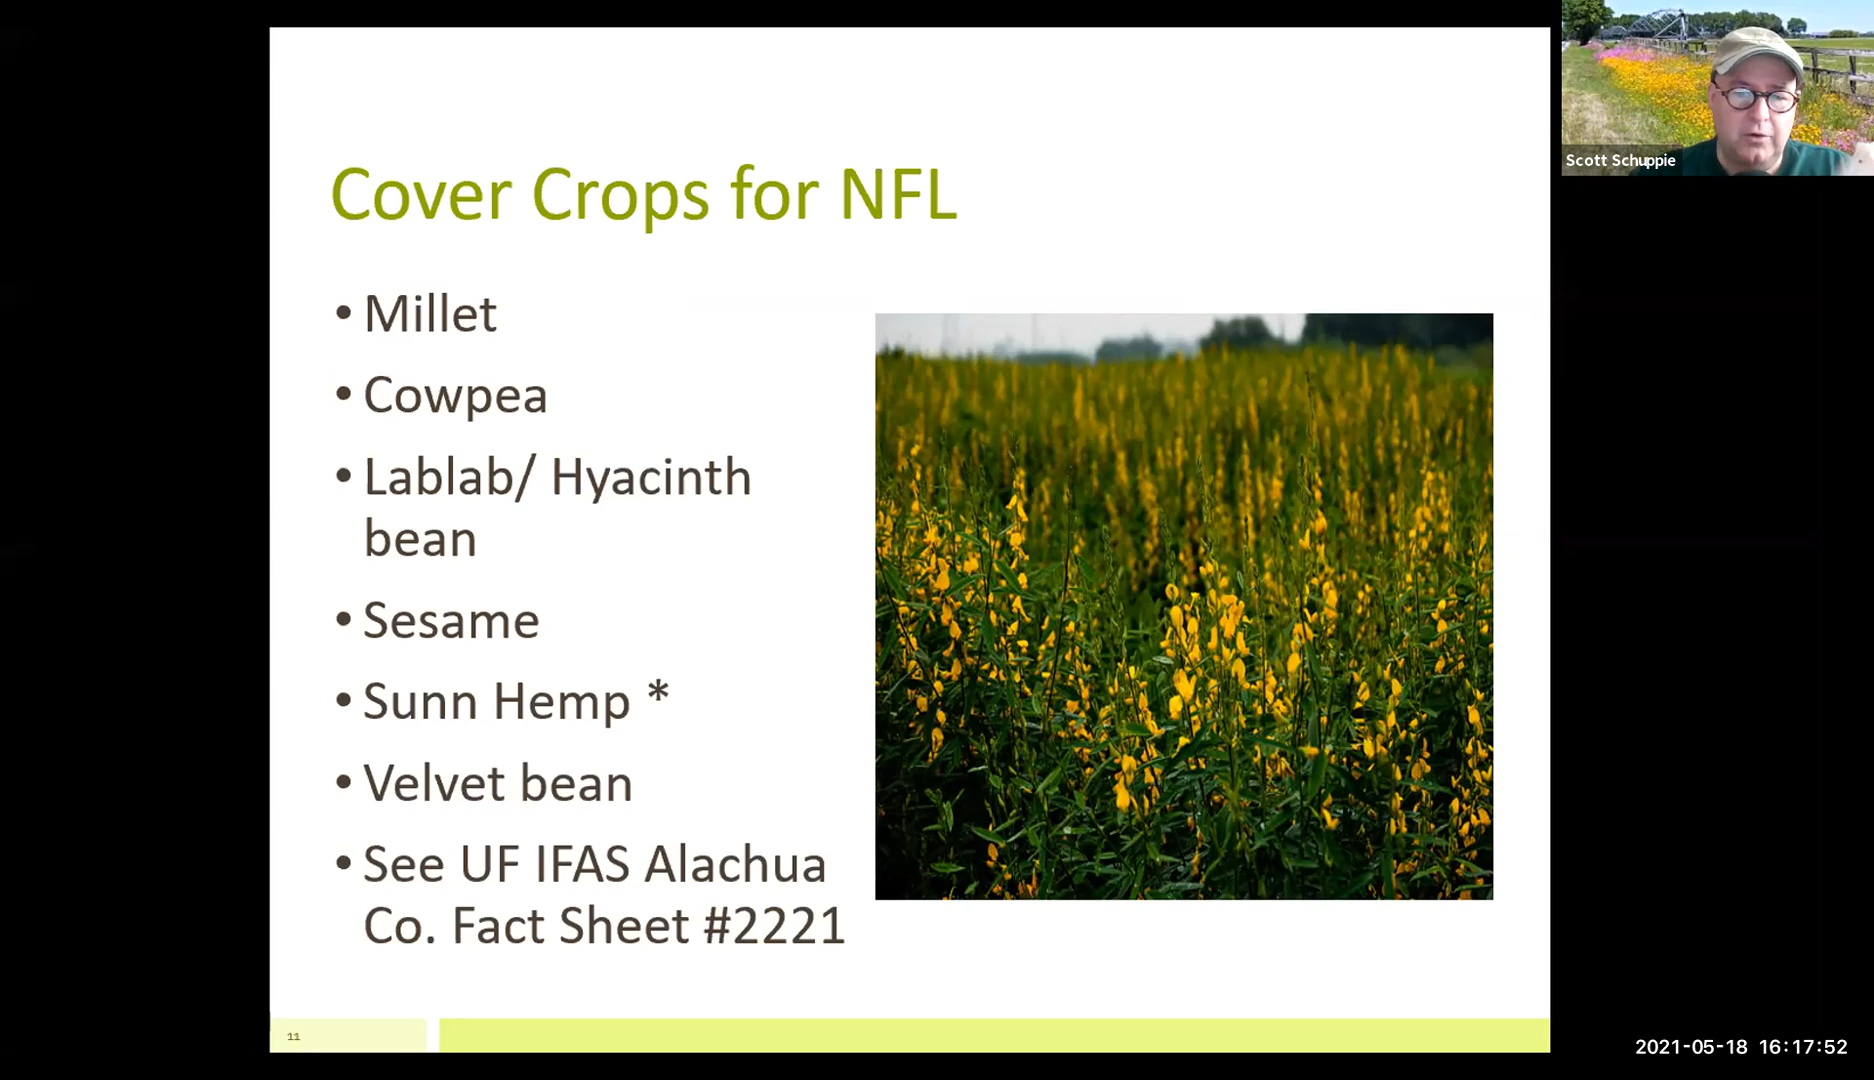 Cover Crops for NFL
• Millet
• Cowpea
• Lablab/ Hyacinth
bean
• Sesame
• Sunn Hemp *
• Velvet bean
• See UF IFAS Alachua
Co. Fact Sheet #2221
11
Scott Schuppie
2021-05-18 16:17:52